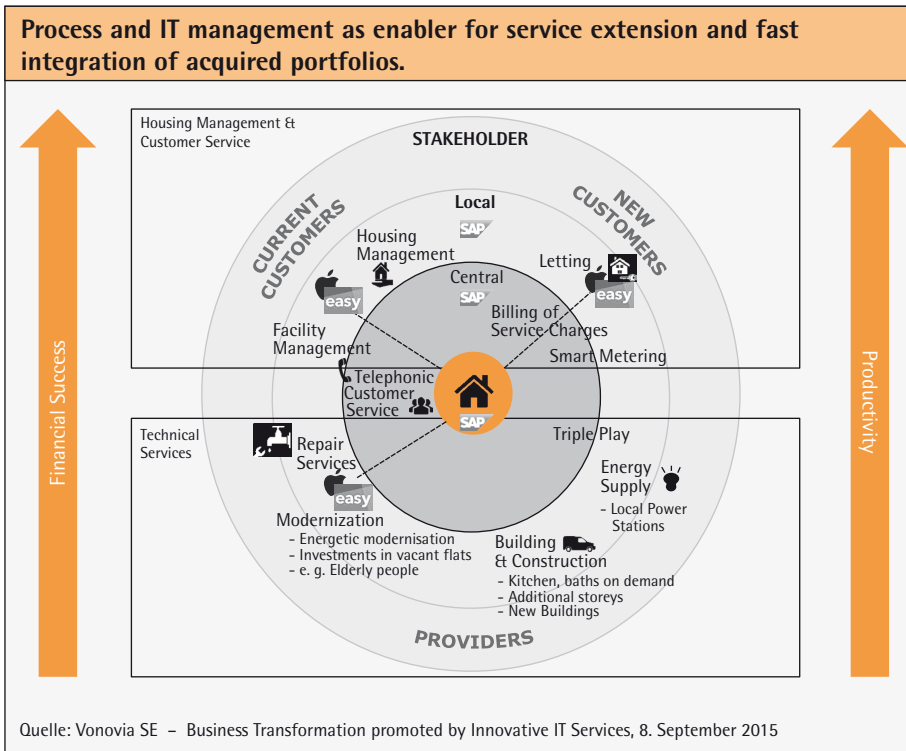 Process and IT management as enabler for service extension and fast
integration of acquired portfolios.
Housing Management &
Customer Service
STAKEHOLDER
CURRENT
CUSTOMERS
NEW
CUSTOMERS
Local
SAP
Housing
Management
Central
SAP
Letting
easy
easy
Billing of
Service Charges
Facility
Management
Smart Metering
Telephonic
Customer
Service
SAP
Financial Success
Productivity
Technical
Services
Triple Play
Repair
Services
easy
Energy
Supply
- Local Power
Stations
Modernization
- Energetic modernisation
- Investments in vacant flats
- e. g. Elderly people
Building
& Construction
- Kitchen, baths on demand
- Additional storeys
- New Buildings
PROVIDERS
Quelle: Vonovia SE – Business Transformation promoted by Innovative IT Services, 8. September 2015